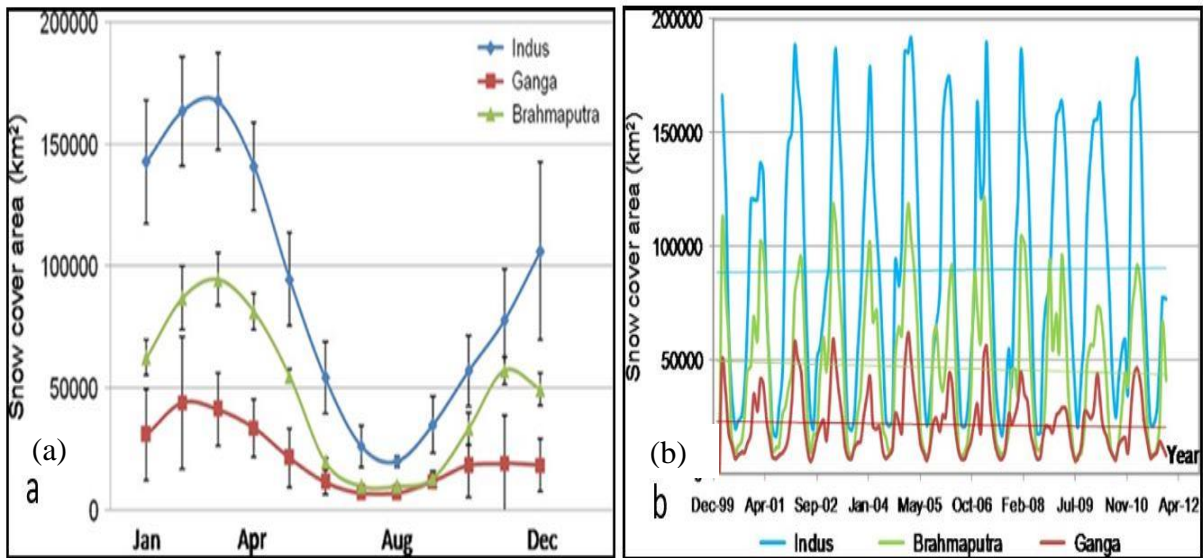 Snow cover area (km²)
200000
150000
100000
50000
0
Indus
Ganga
Brahmaputra
(a)
a
Jan Apr Aug Dec
Snow cover area (km²)
200000
150000
100000
50000
(b)
b
Year
Dec-99 Apr-01 Sep-02 Jan-04 May-05 Oct-06 Feb-08 Jul-09 Nov-10 Apr-12
Indus Brahmaputra Ganga